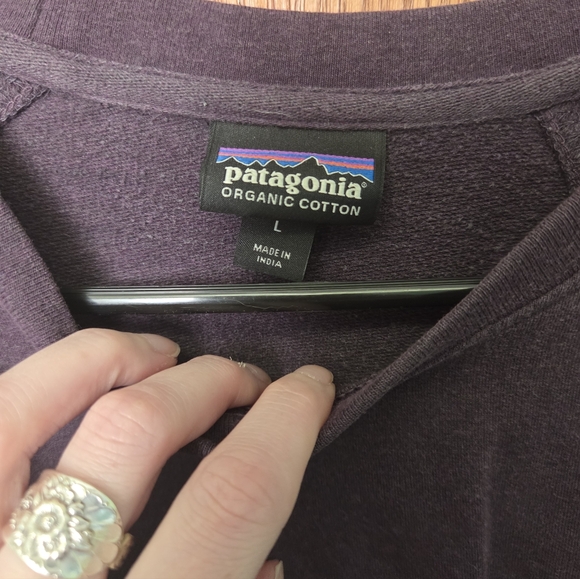 patagonia®
ORGANIC COTTON
L
MADE IN
INDIA